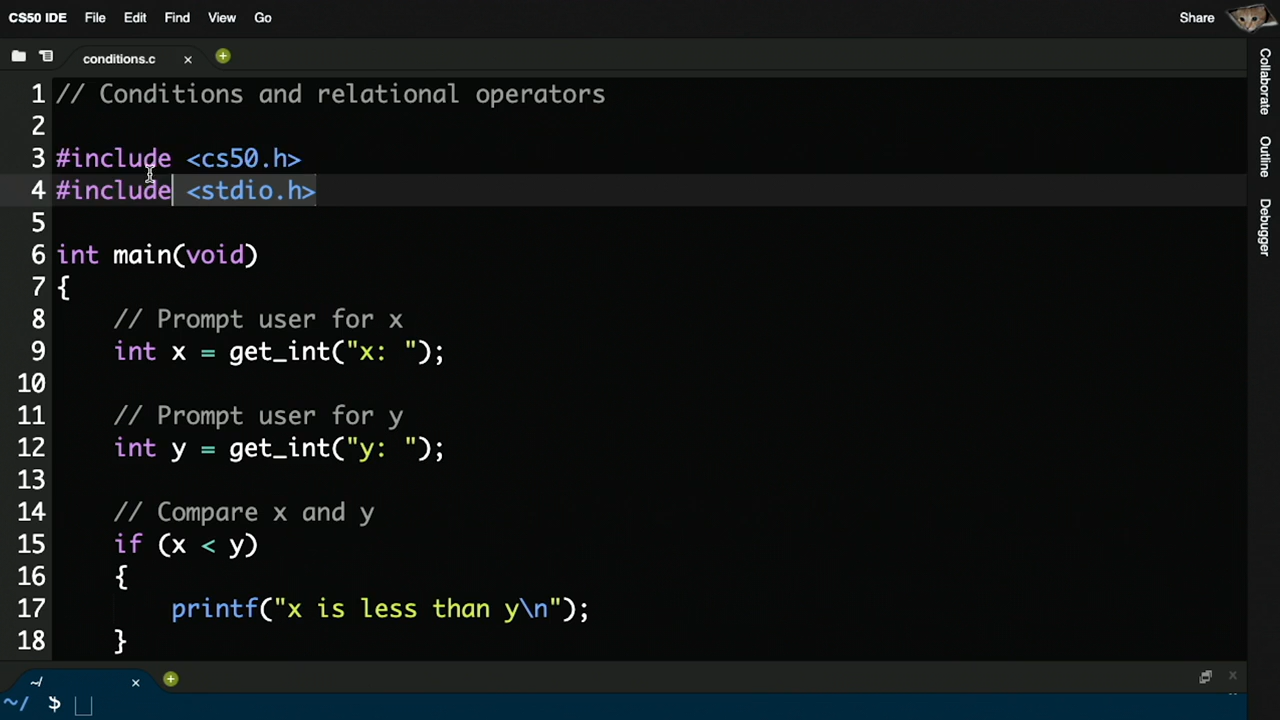 CS50 IDE File Edit Find View Go Share
conditions.c
Collaborate
Outline
Debugger
1 // Conditions and relational operators
2
3 #include <cs50.h>
4 #include <stdio.h>
5
6 int main(void)
7 {
8 // Prompt user for x
9 int x = get_int("x: ");
10
11 // Prompt user for y
12 int y = get_int("y: ");
13
14 // Compare x and y
15 if (x < y)
16 {
17 printf("x is less than y\n");
18 }
~/
~/ $